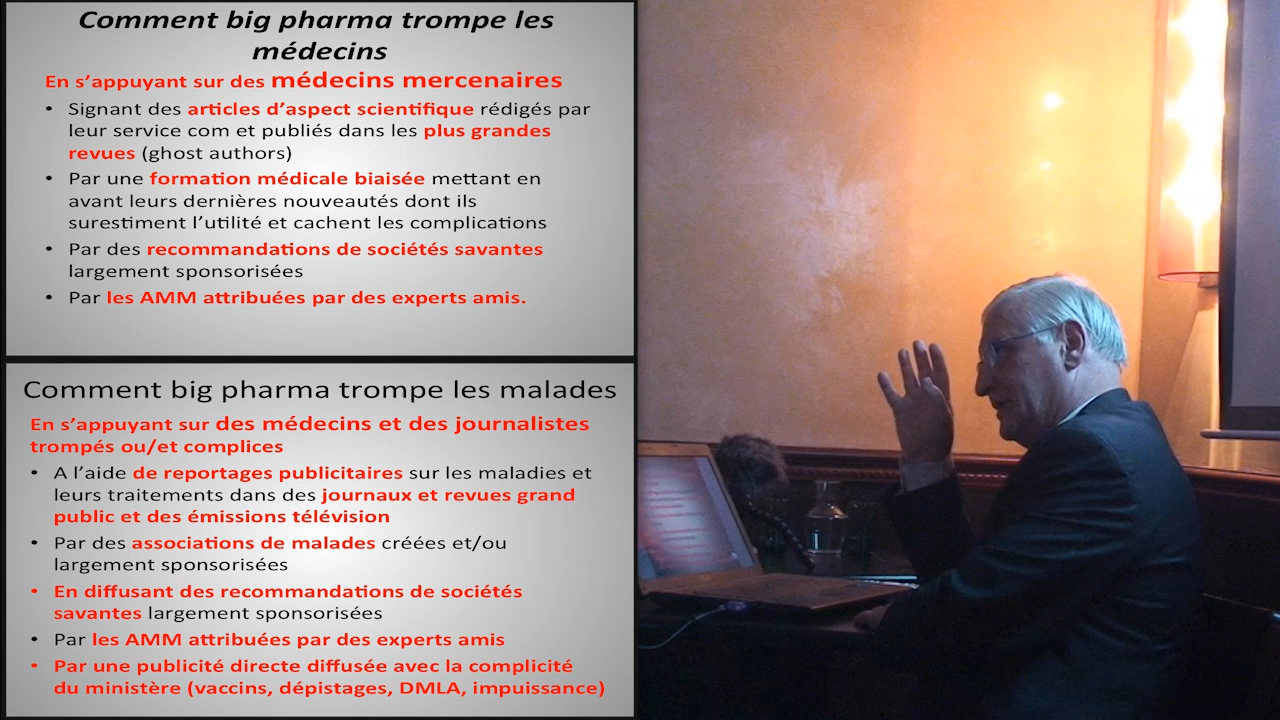 Comment big pharma trompe les
médecins
En s’appuyant sur des médecins mercenaires
• Signant des articles d’aspect scientifique rédigés par
leur service com et publiés dans les plus grandes
revues (ghost authors)
• Par une formation médicale biaisée mettant en
avant leurs dernières nouveautés dont ils
surestiment l’utilité et cachent les complications
• Par des recommandations de sociétés savantes
largement sponsorisées
• Par les AMM attribuées par des experts amis.
Comment big pharma trompe les malades
En s’appuyant sur des médecins et des journalistes
trompés ou/et complices
• A l’aide de reportages publicitaires sur les maladies et
leurs traitements dans des journaux et revues grand
public et des émissions télévision
• Par des associations de malades créées et/ou
largement sponsorisées
• En diffusant des recommandations de sociétés
savantes largement sponsorisées
• Par les AMM attribuées par des experts amis
• Par une publicité directe diffusée avec la complicité
du ministère (vaccins, dépistages, DMLA, impuissance)